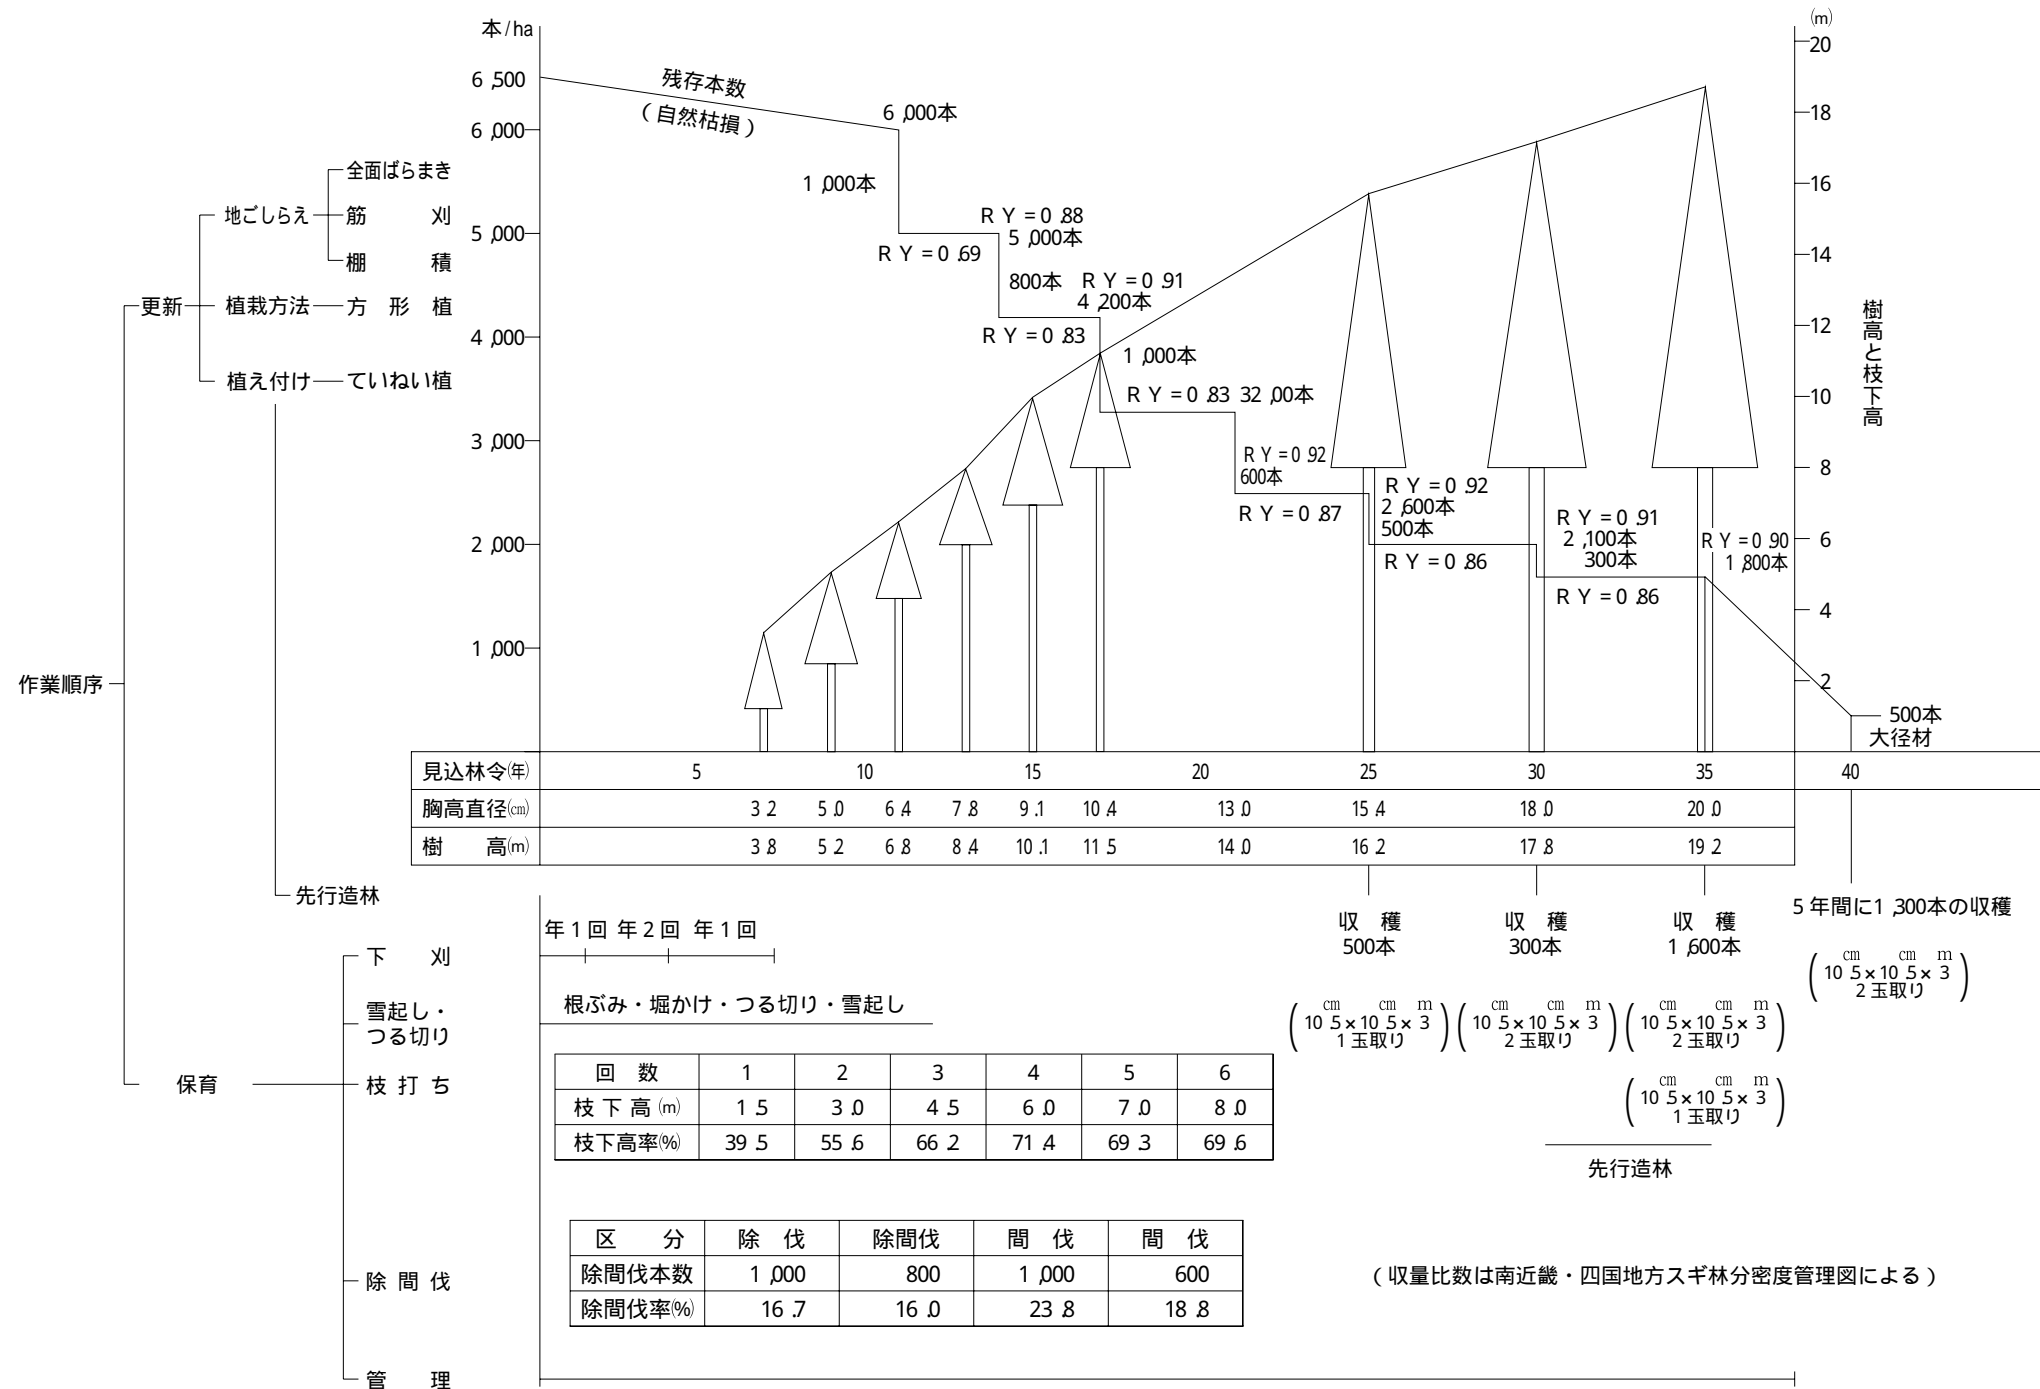 本/ha
(m)
20
6,500
残存本数
(自然枯損)
6,000本
6,000
18
全面ばらまき
1,000本
16
地ごしらえ
筋 刈
RY=0.88
5,000本
5,000
RY=0.69
14
棚 積
800本
RY=0.91
4,200本
更新
植栽方法
方 形 植
4,000
RY=0.83
12
樹高と枝下高
1,000本
植え付け
ていねい植
RY=0.83
32,00本
10
3,000
RY=0.92
600本
8
RY=0.87
RY=0.92
2,600本
500本
RY=0.86
RY=0.91
2,100本
300本
RY=0.86
RY=0.90
1,800本
2,000
6
4
1,000
作業順序
2
500本
大径材
見込林令(年) 5 10 15 20 25 30 35 40
胸高直径(cm) 3.2 5.0 6.4 7.8 9.1 10.4 13.0 15.4 18.0 20.0
樹 高(m) 3.8 5.2 6.8 8.4 10.1 11.5 14.0 16.2 17.8 19.2
先行造林
年1回 年2回 年1回
収 穫
500本
収 穫
300本
収 穫
1,600本
5年間に1,300本の収穫
下 刈
(10.5cm×10.5cm×3m
2玉取り)
雪起し・
つる切り
根ぶみ・堀かけ・つる切り・雪起し
(10.5cm×10.5cm×3m
1玉取り)
(10.5cm×10.5cm×3m
2玉取り)
(10.5cm×10.5cm×3m
2玉取り)
保育
枝 打 ち
回 数 1 2 3 4 5 6
枝 下 高(m) 1.5 3.0 4.5 6.0 7.0 8.0
枝下高率(%) 39.5 55.6 66.2 71.4 69.3 69.6
(10.5cm×10.5cm×3m
1玉取り)
先行造林
区 分 除 伐 除間伐 間 伐 間 伐
除間伐本数 1,000 800 1,000 600
除間伐率(%) 16.7 16.0 23.8 18.8
除 間 伐
(収量比数は南近畿・四国地方スギ林分密度管理図による)
管 理